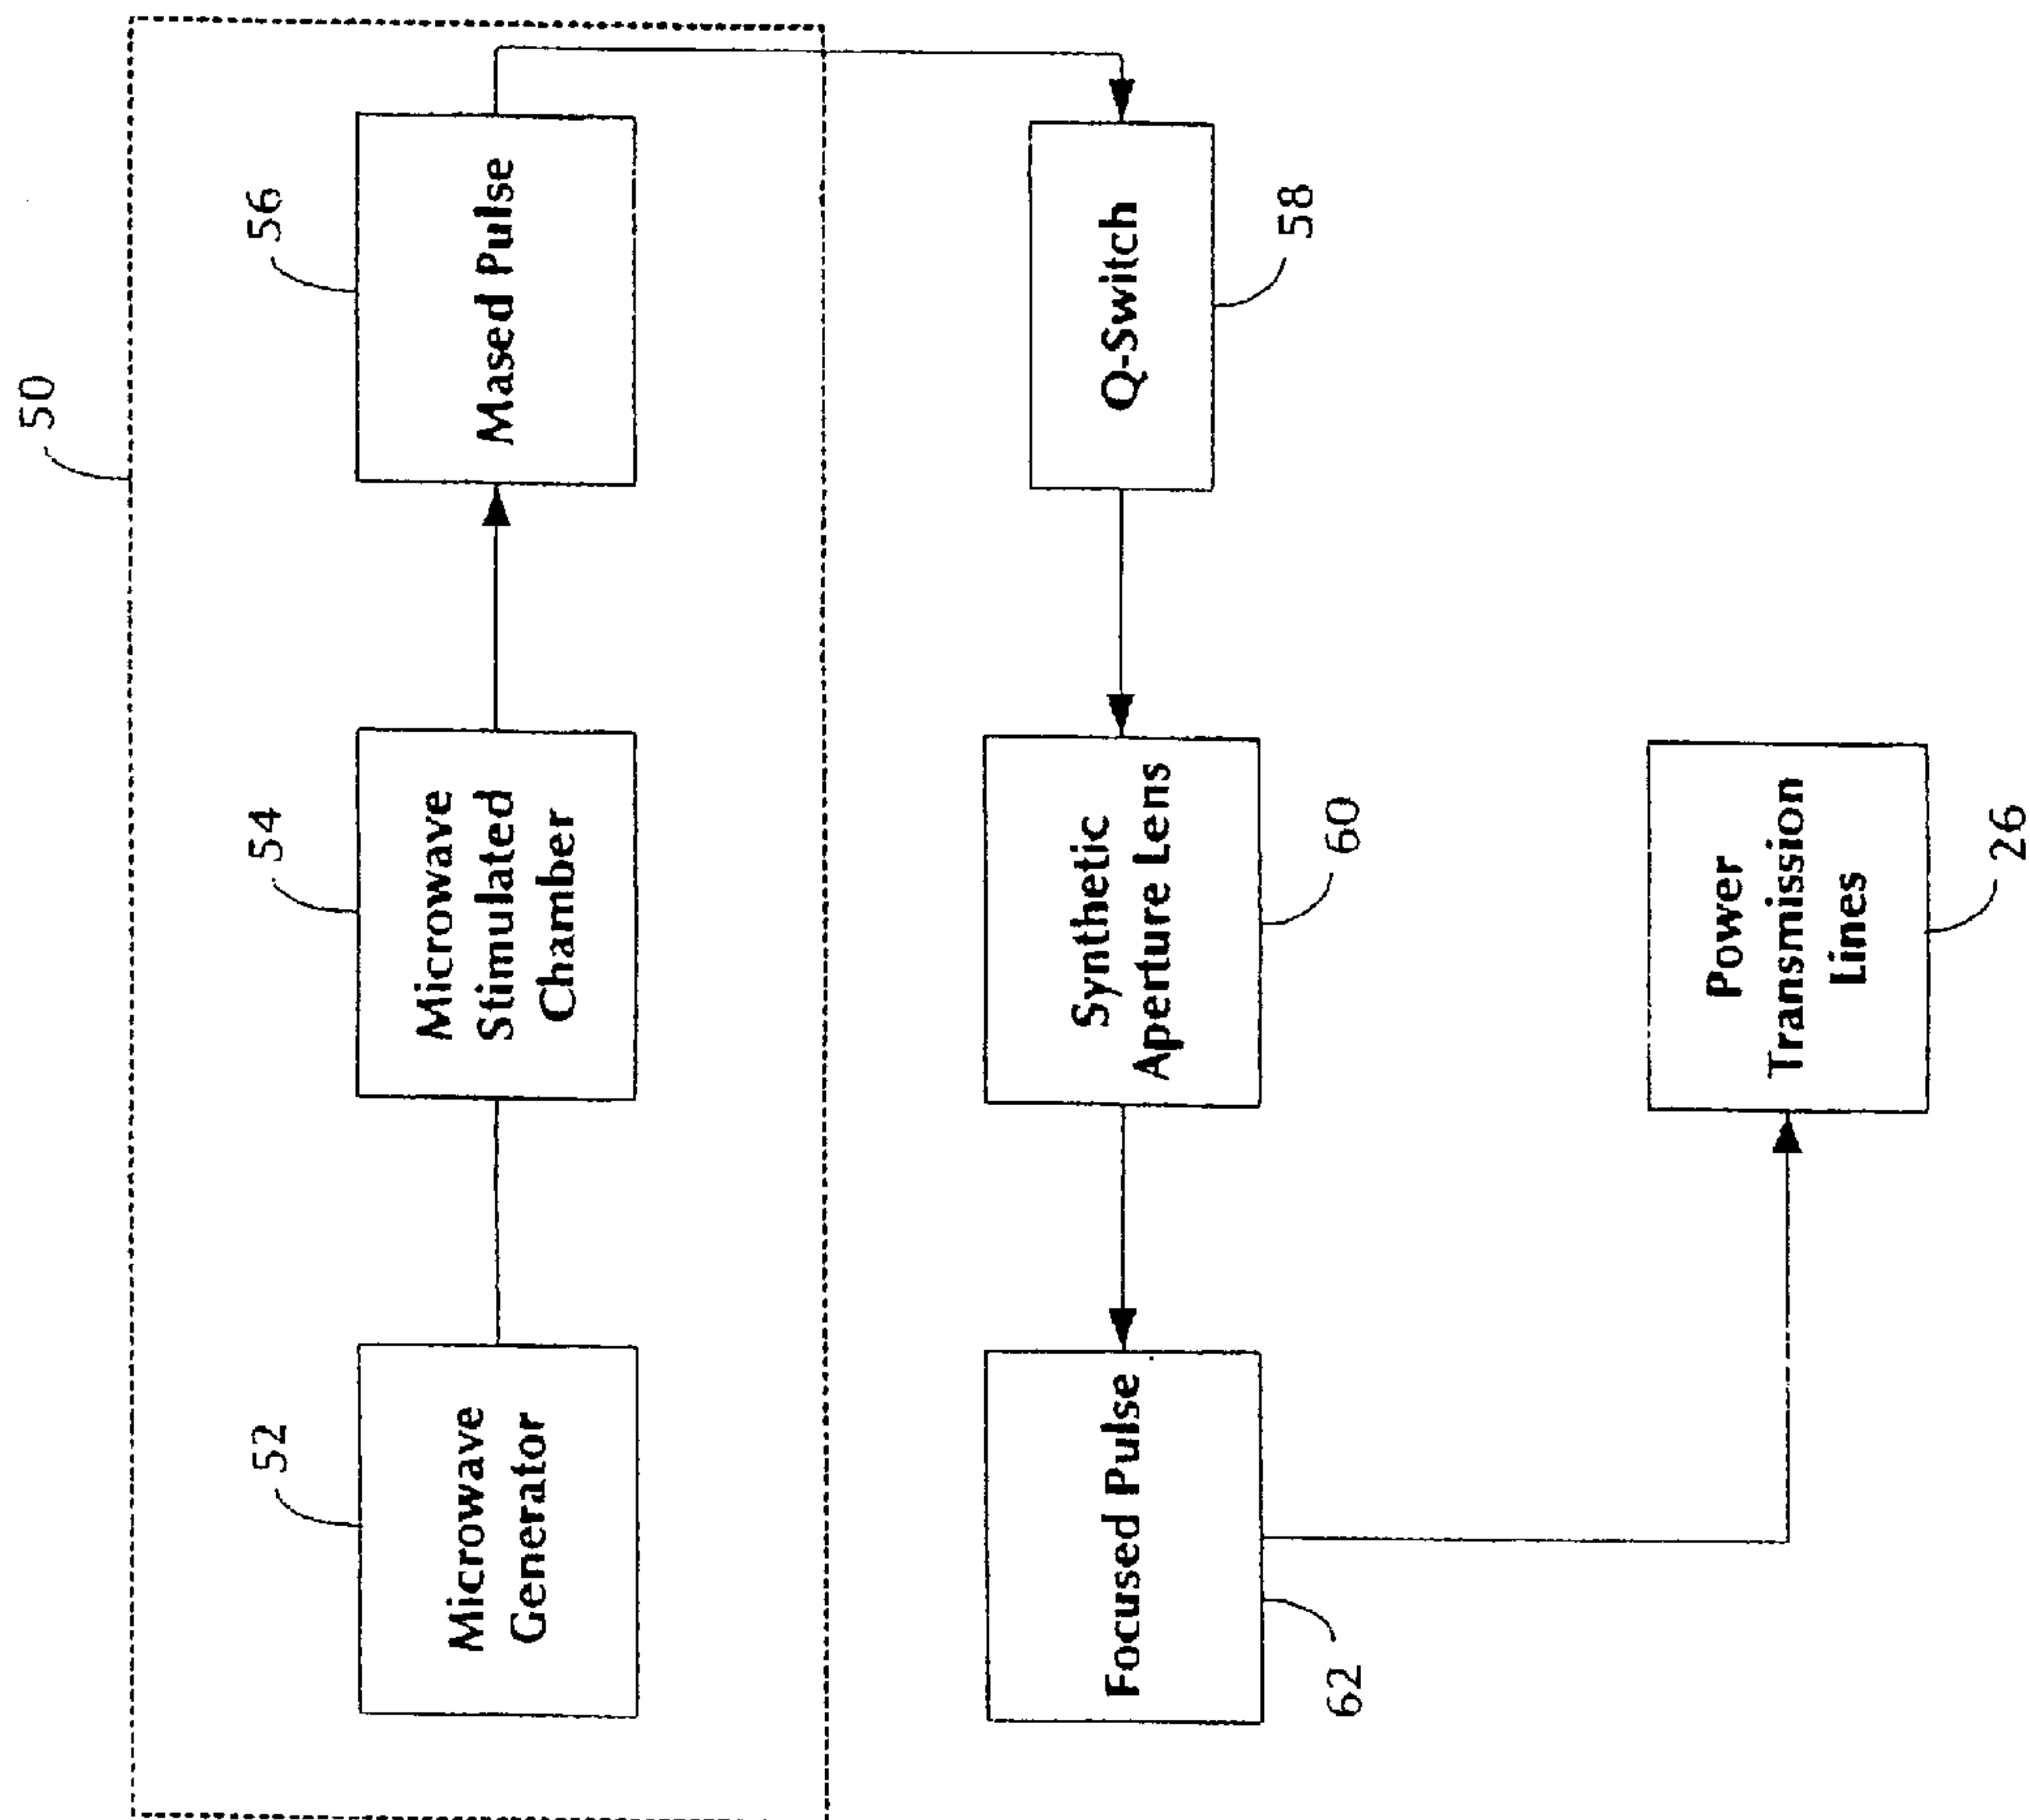 50
52
Microwave
Generator
54
Microwave
Stimulated
Chamber
56
Mased Pulse
Focused Pulse
62
Synthetic
Aperture Lens
60
Q-Switch
58
Power
Transmission
Lines
26